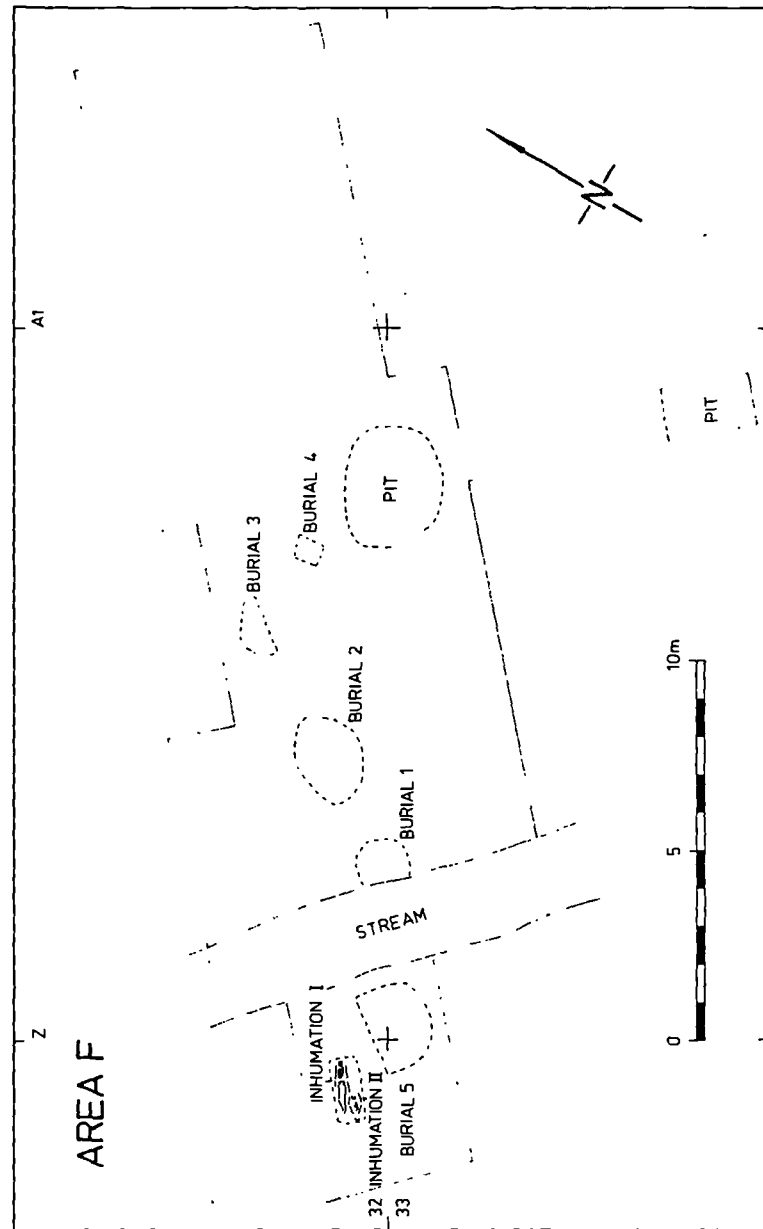 AREA F
Z
A1
INHUMATION I
INHUMATION II
BURIAL 5
32
33
STREAM
BURIAL 1
BURIAL 2
BURIAL 3
BURIAL 4
PIT
PIT
N
0
5
10m